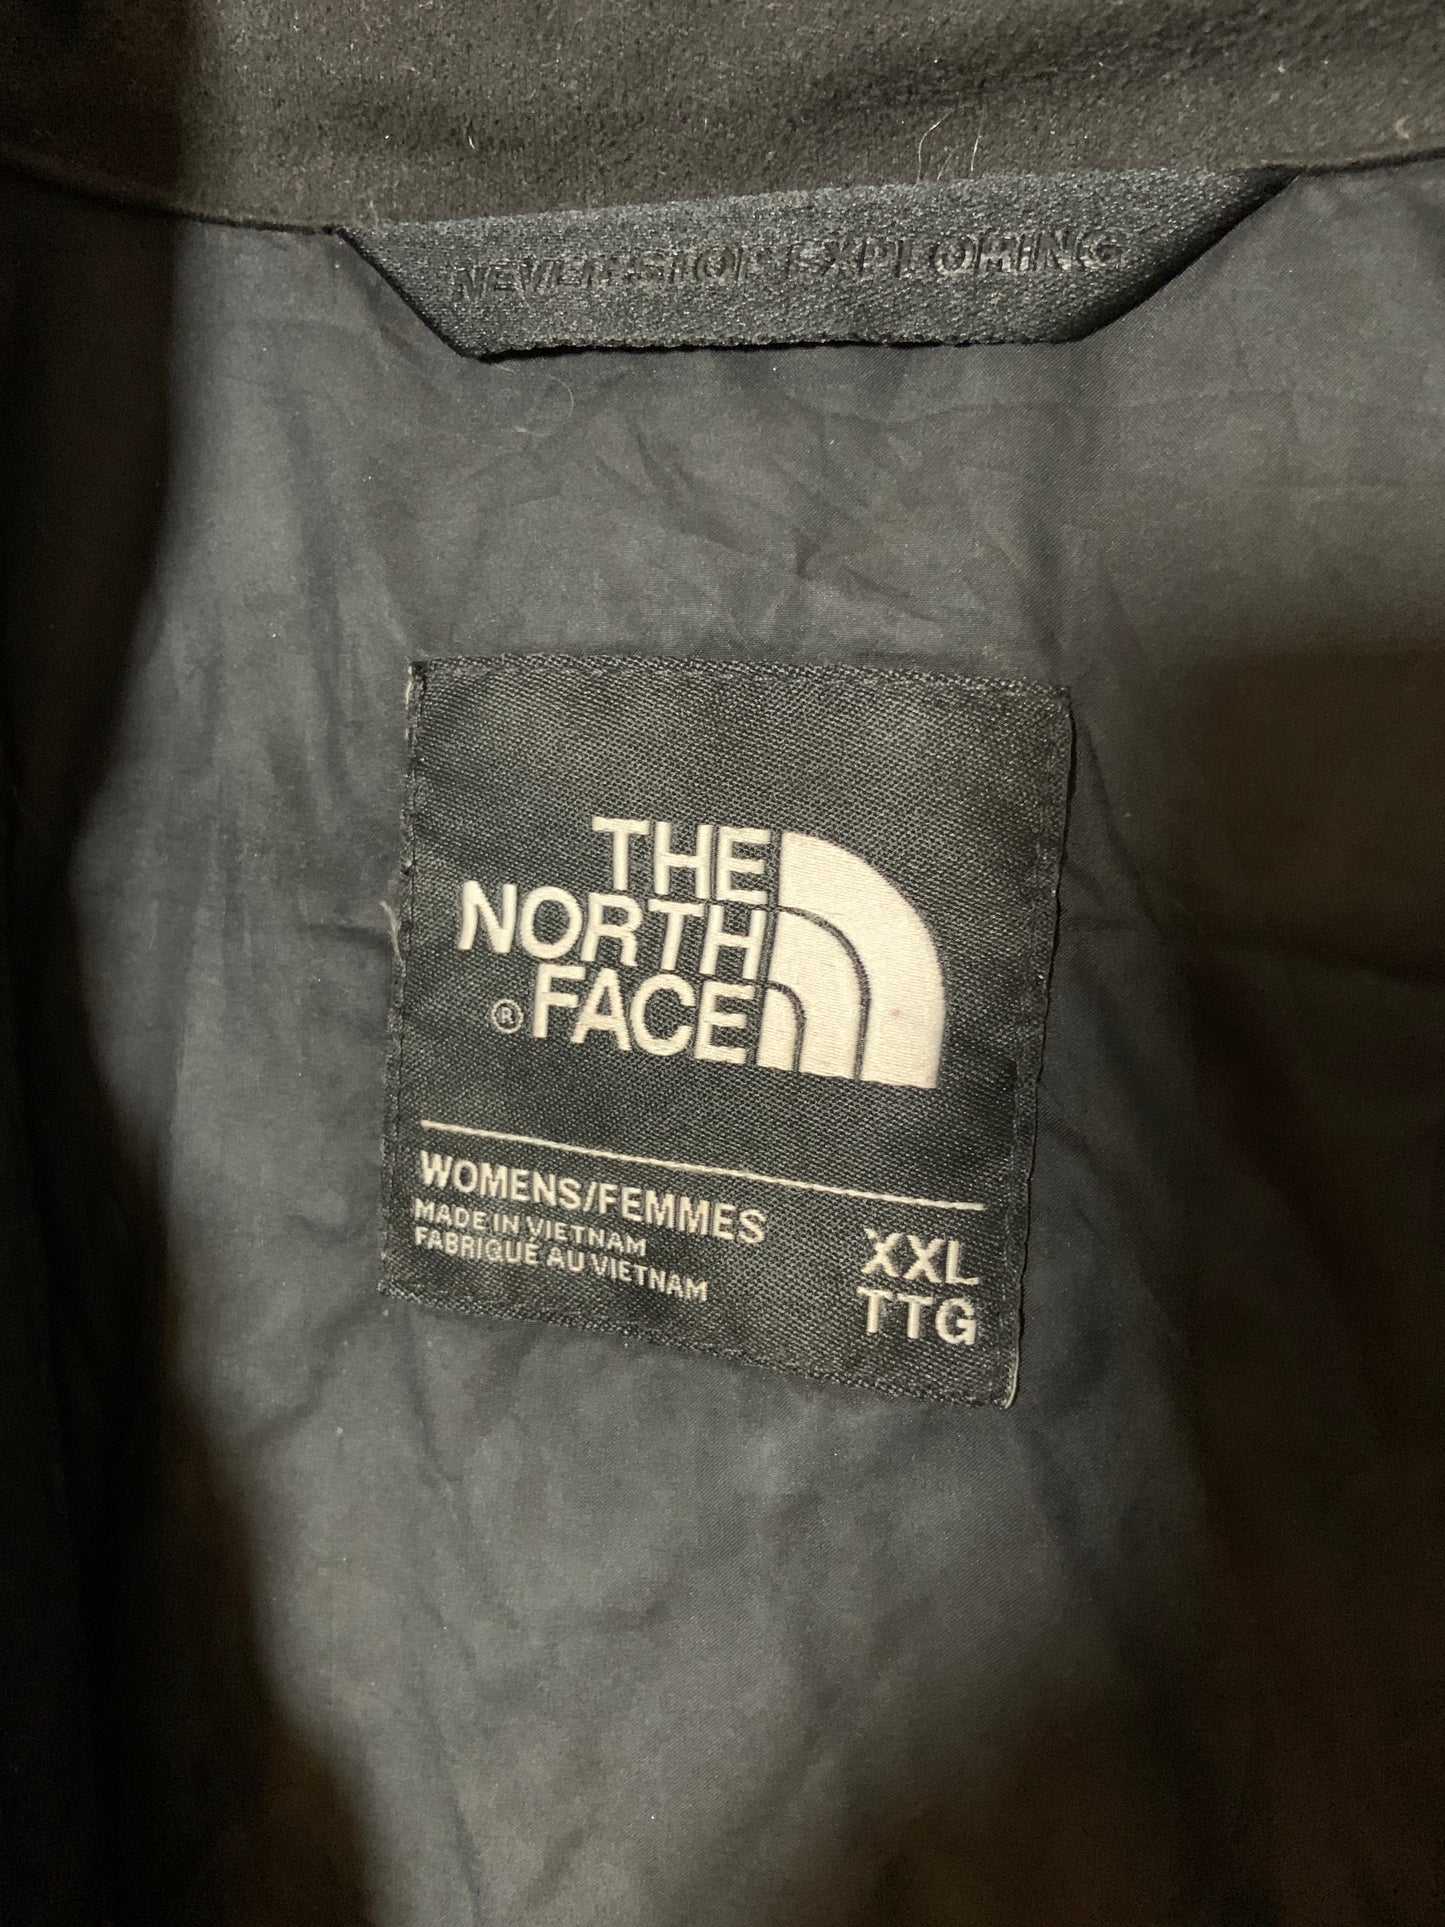 NEVER STOP EXPLORING
THE
NORTH
® FACE
WOMENS/FEMMES
MADE IN VIETNAM
FABRIQUÉ AU VIETNAM
XXL
TTG